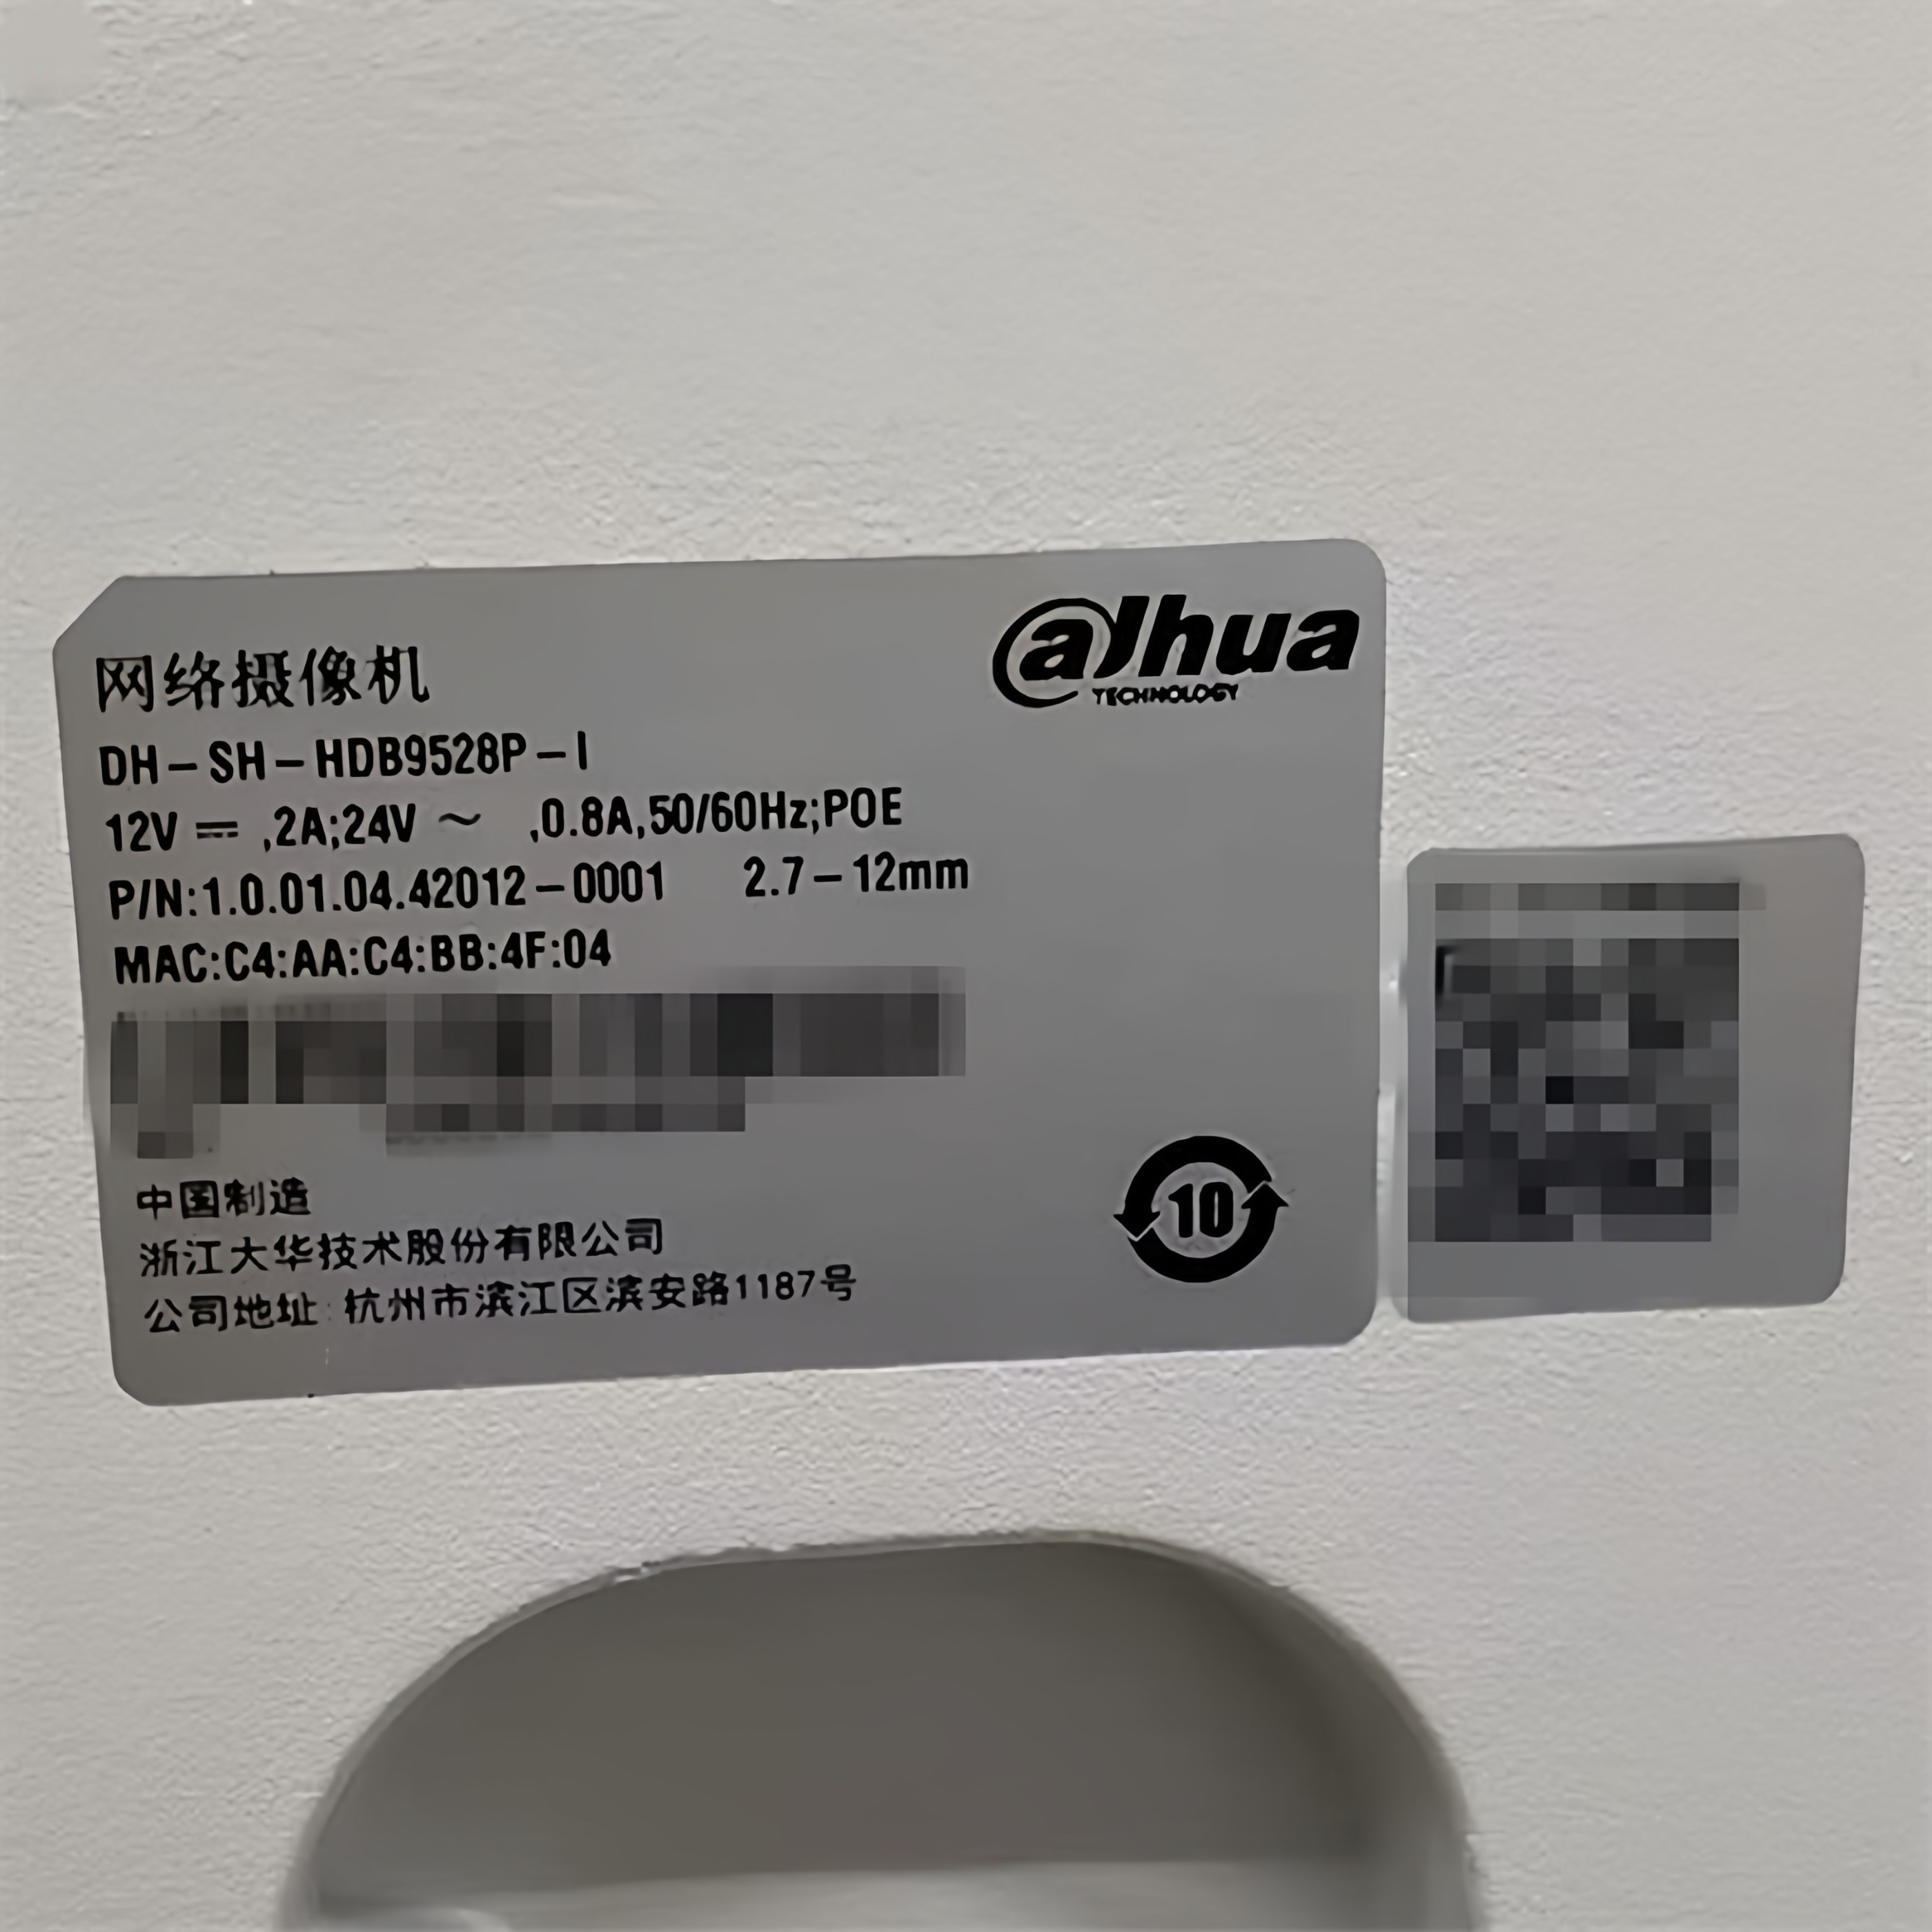 alhua
TECHNOLOGY
网络摄像机
DH-SH-HDB9528P-I
12V ⎓ ,2A;24V ~ ,0.8A,50/60Hz;POE
P/N:1.0.01.04.42012-0001 2.7-12mm
MAC:C4:AA:C4:BB:4F:04
中国制造
浙江大华技术股份有限公司
公司地址:杭州市滨江区滨安路1187号
10